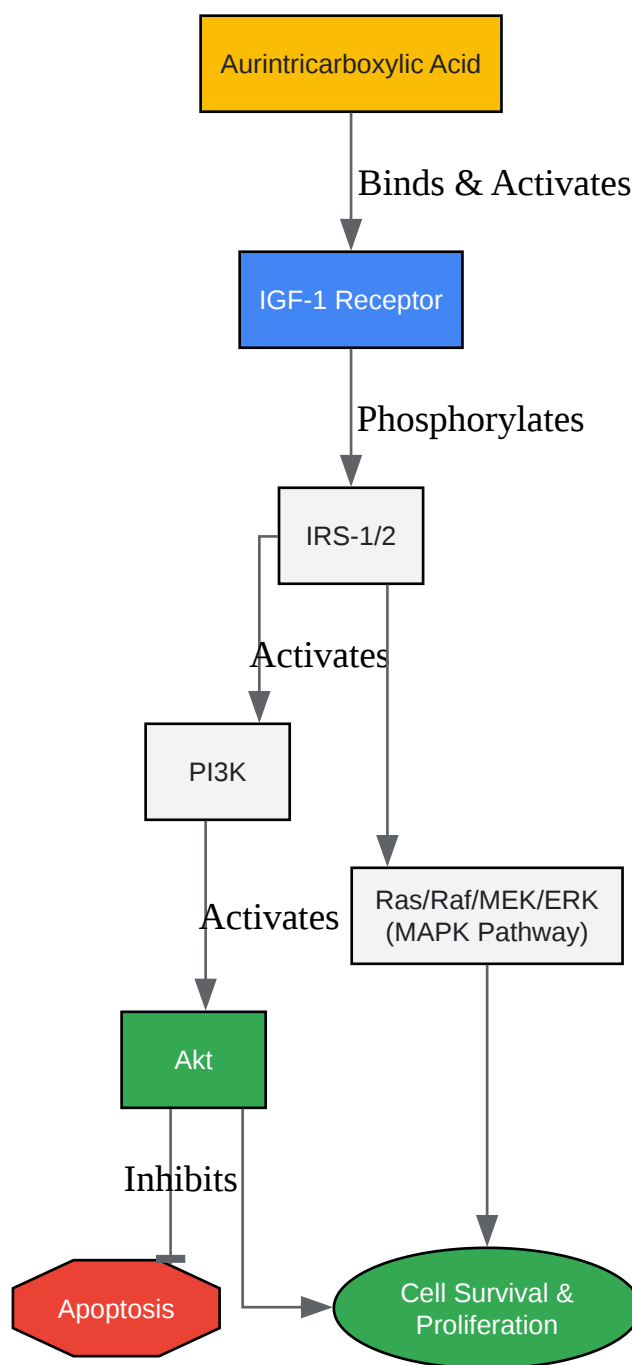 Aurintricarboxylic Acid
Binds & Activates
IGF-1 Receptor
Phosphorylates
IRS-1/2
Activates
PI3K
Ras/Raf/MEK/ERK
(MAPK Pathway)
Activates
Akt
Inhibits
Apoptosis
Cell Survival &
Proliferation